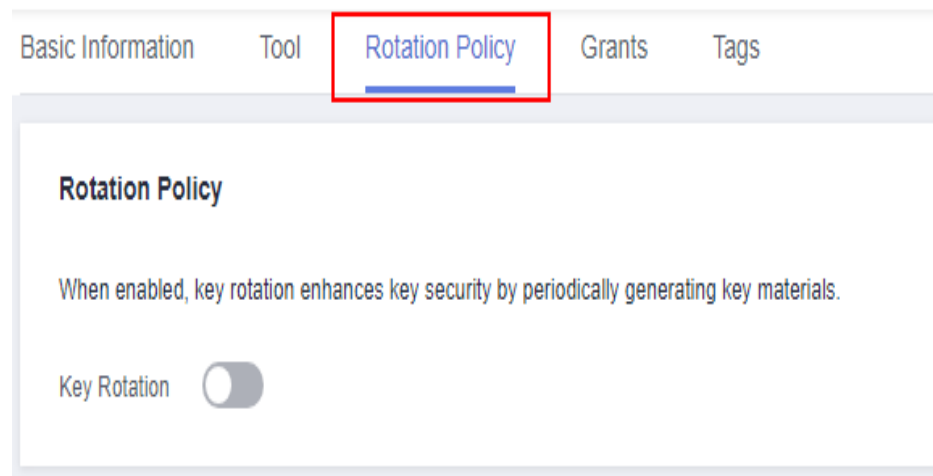 Basic Information Tool Rotation Policy Grants Tags
Rotation Policy
When enabled, key rotation enhances key security by periodically generating key materials.
Key Rotation